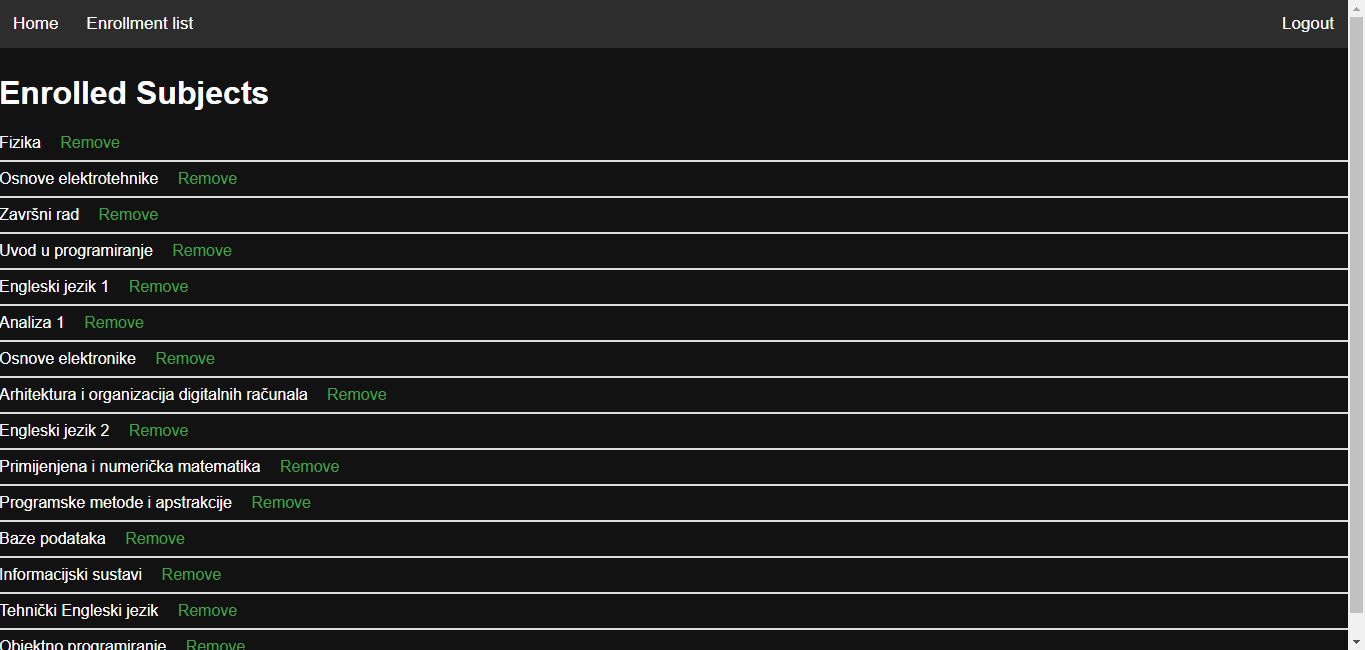 Home Enrollment list Logout
Enrolled Subjects
Fizika Remove
Osnove elektrotehnike Remove
Završni rad Remove
Uvod u programiranje Remove
Engleski jezik 1 Remove
Analiza 1 Remove
Osnove elektronike Remove
Arhitektura i organizacija digitalnih računala Remove
Engleski jezik 2 Remove
Primijenjena i numerička matematika Remove
Programske metode i apstrakcije Remove
Baze podataka Remove
Informacijski sustavi Remove
Tehnički Engleski jezik Remove
Objektno programiranje Remove